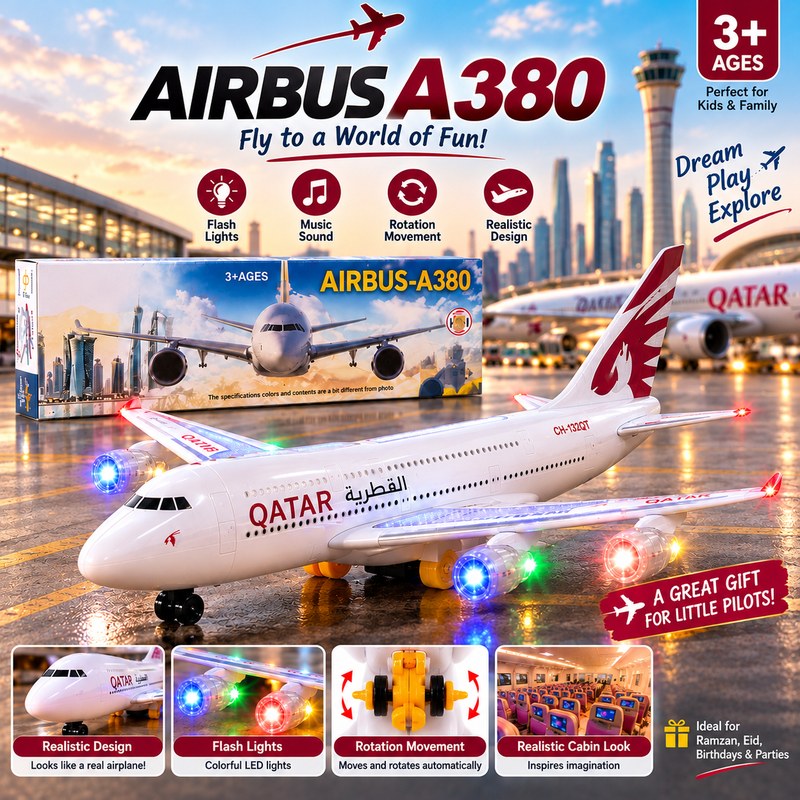 AIRBUS A380
Fly to a World of Fun!
3+
AGES
Perfect for
Kids & Family
Dream
Play
Explore
Flash
Lights
Music
Sound
Rotation
Movement
Realistic
Design
3+AGES
AIRBUS-A380
The specifications colors and contents are a bit different from photo
QATAR
QATAR
CH-132QT
QATAR القطرية
A GREAT GIFT
FOR LITTLE PILOTS!
QATAR
Realistic Design
Looks like a real airplane!
Flash Lights
Colorful LED lights
Rotation Movement
Moves and rotates automatically
Realistic Cabin Look
Inspires imagination
Ideal for
Ramzan, Eid,
Birthdays & Parties